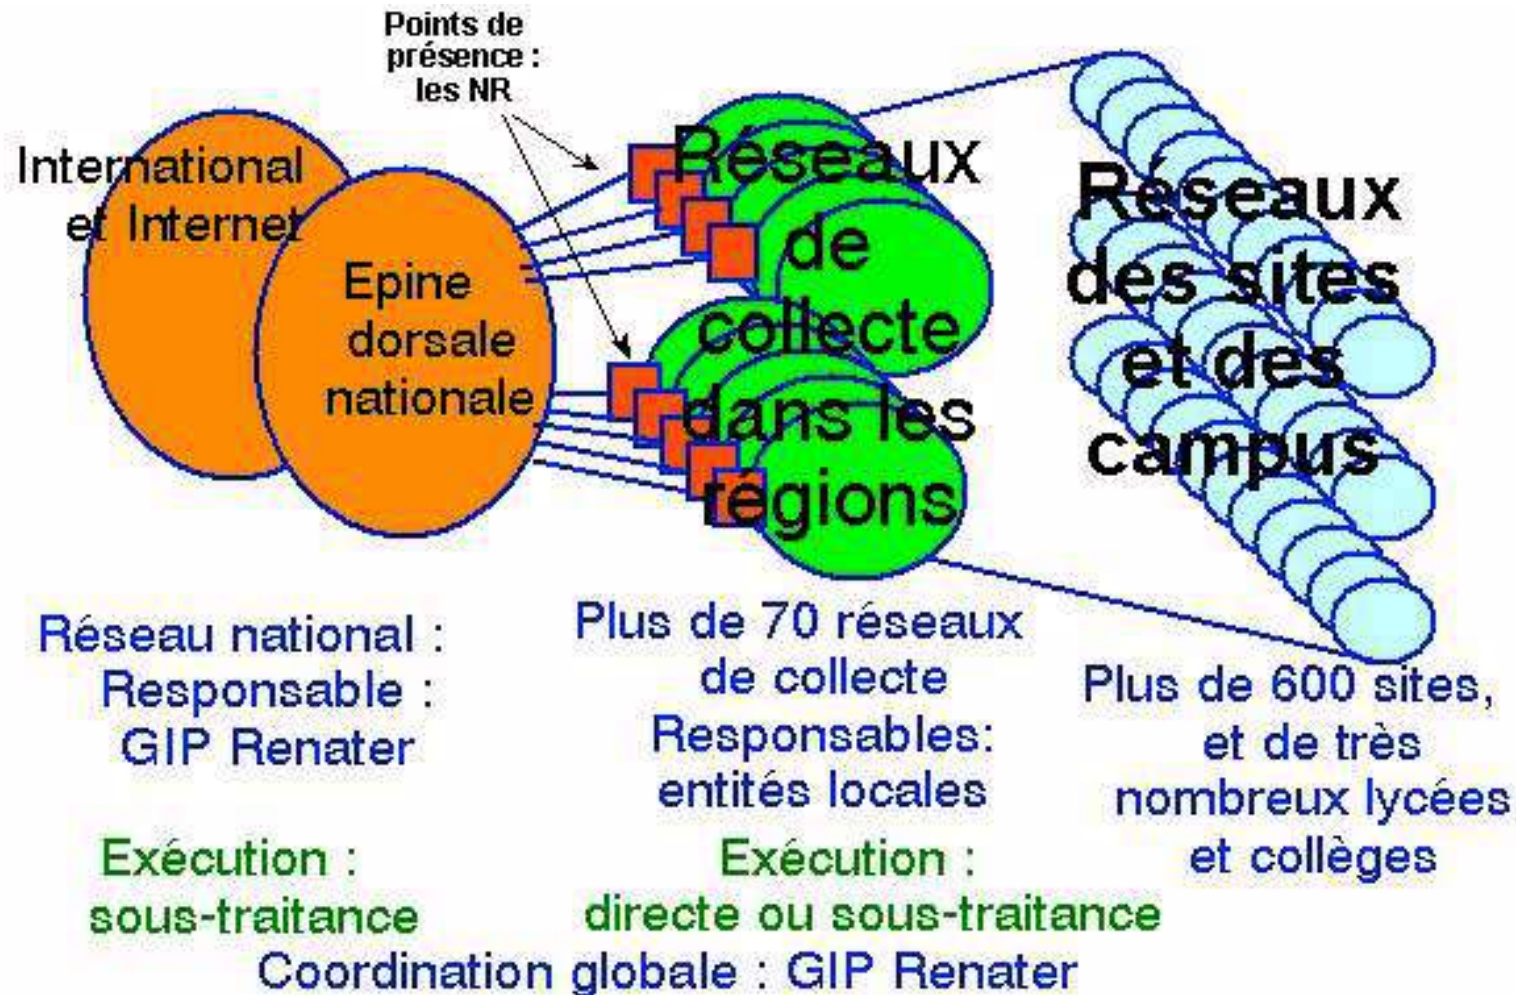 Points de
présence :
les NR
International
et Internet
Epine
dorsale
nationale
Réseaux
de
collecte
dans les
régions
Réseaux
des sites
et des
campus
Réseau national :
Responsable :
GIP Renater
Plus de 70 réseaux
de collecte
Responsables:
entités locales
Plus de 600 sites,
et de très
nombreux lycées
et collèges
Exécution :
sous-traitance
Exécution :
directe ou sous-traitance
Coordination globale : GIP Renater